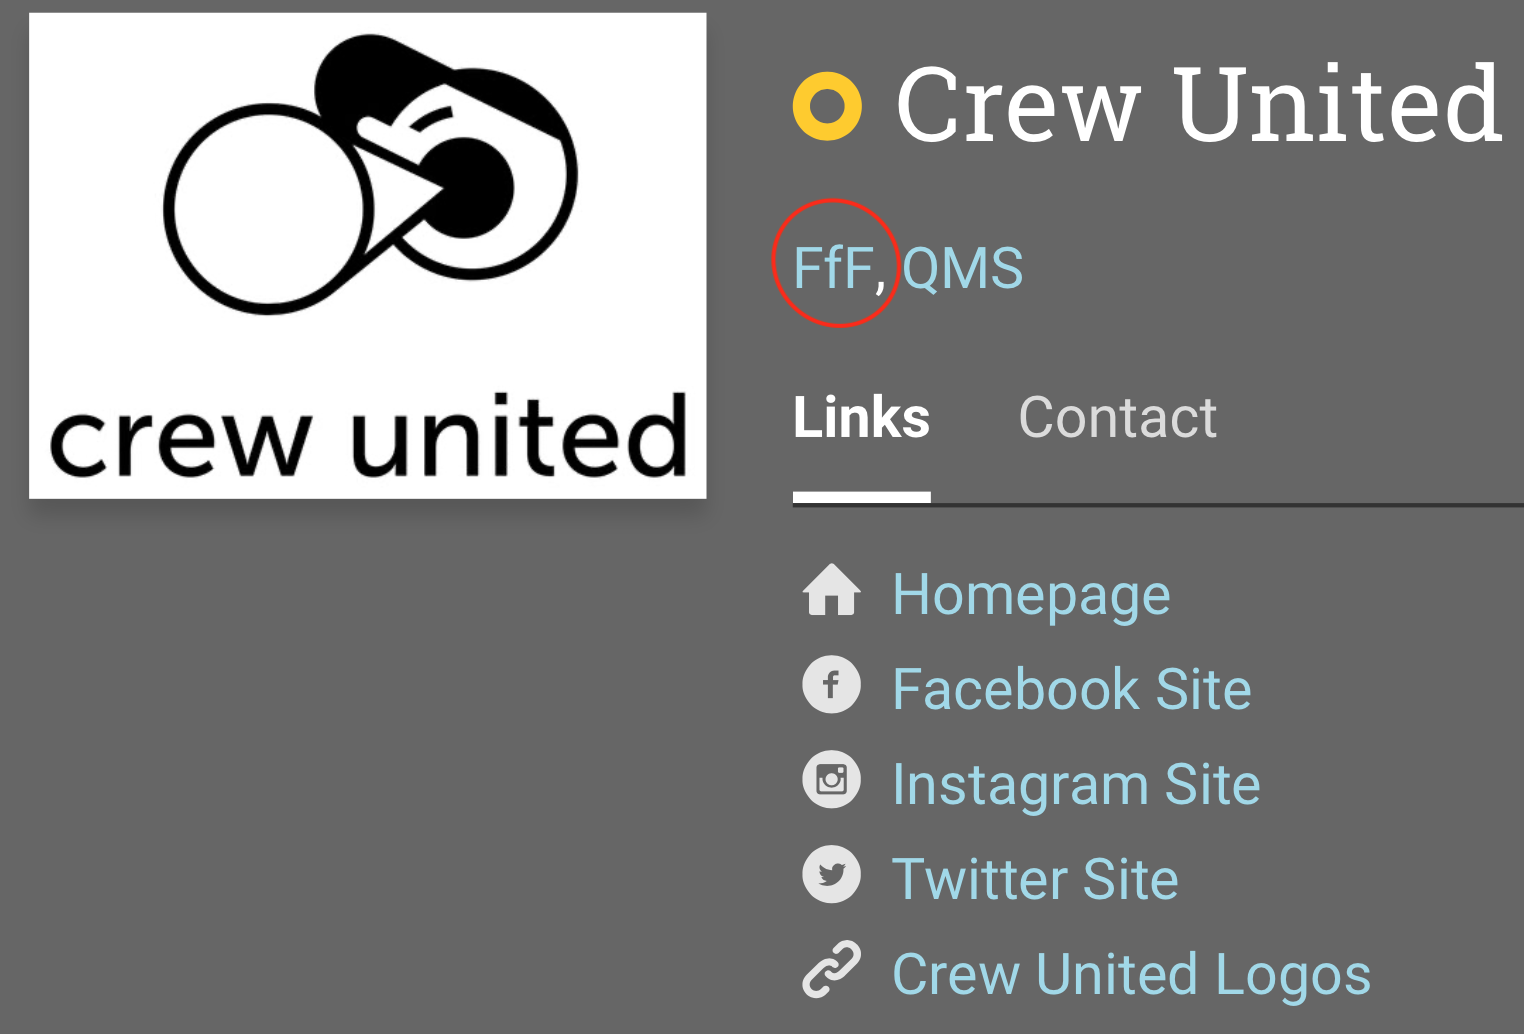 crew united
Crew United
FfF, QMS
Links Contact
Homepage
Facebook Site
Instagram Site
Twitter Site
Crew United Logos